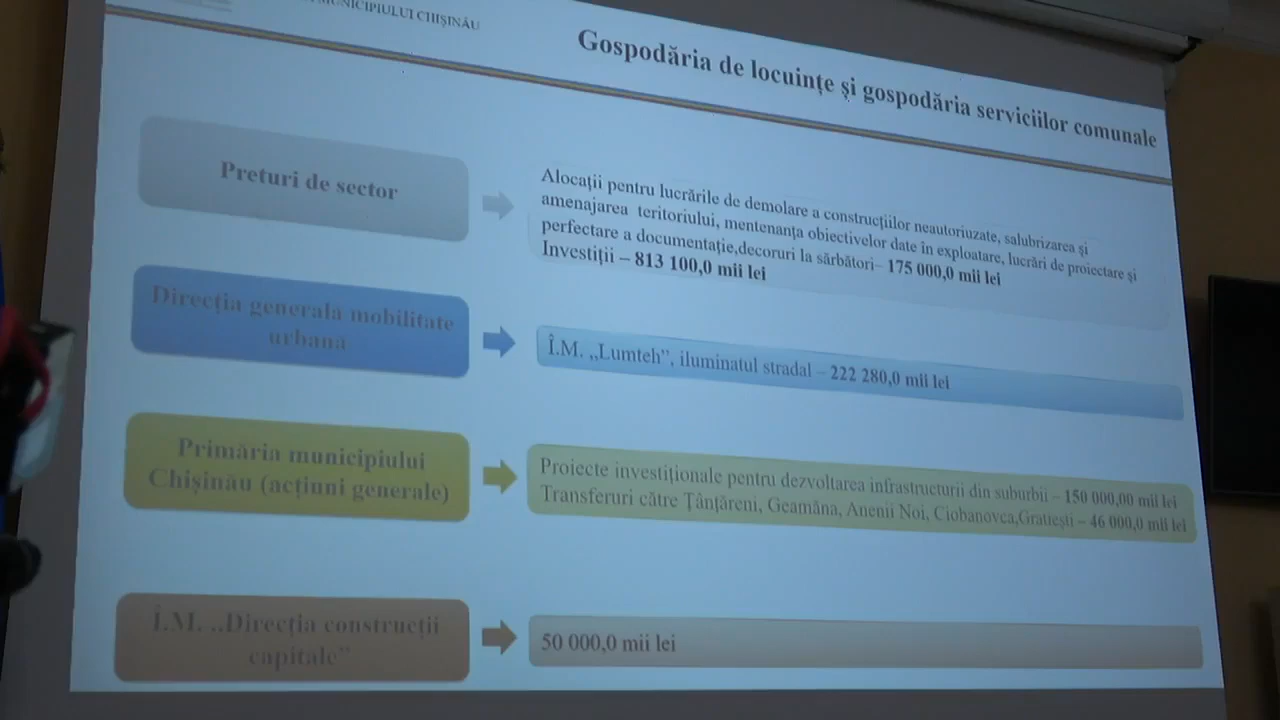 MUNICIPIULUI CHIȘINĂU
Gospodăria de locuințe și gospodăria serviciilor comunale
Preturi de sector
Alocații pentru lucrările de demolare a construcțiilor neautoriuzate, salubrizarea și
amenajarea teritoriului, mentenanța obiectivelor date în exploatare, lucrări de proiectare și
perfectare a documentație,decoruri la sărbători– 175 000,0 mii lei
Investiții – 813 100,0 mii lei
Direcția generala mobilitate
urbană
Î.M. „Lumteh”, iluminatul stradal – 222 280,0 mii lei
Primăria municipiului
Chișinău (acțiuni generale)
Proiecte investiționale pentru dezvoltarea infrastructurii din suburbii – 150 000,00 mii lei
Transferuri către Țânțăreni, Geamăna, Anenii Noi, Ciobanovca,Gratiești – 46 000,0 mii lei
Î.M. „Direcția construcții
capitale”
50 000,0 mii lei